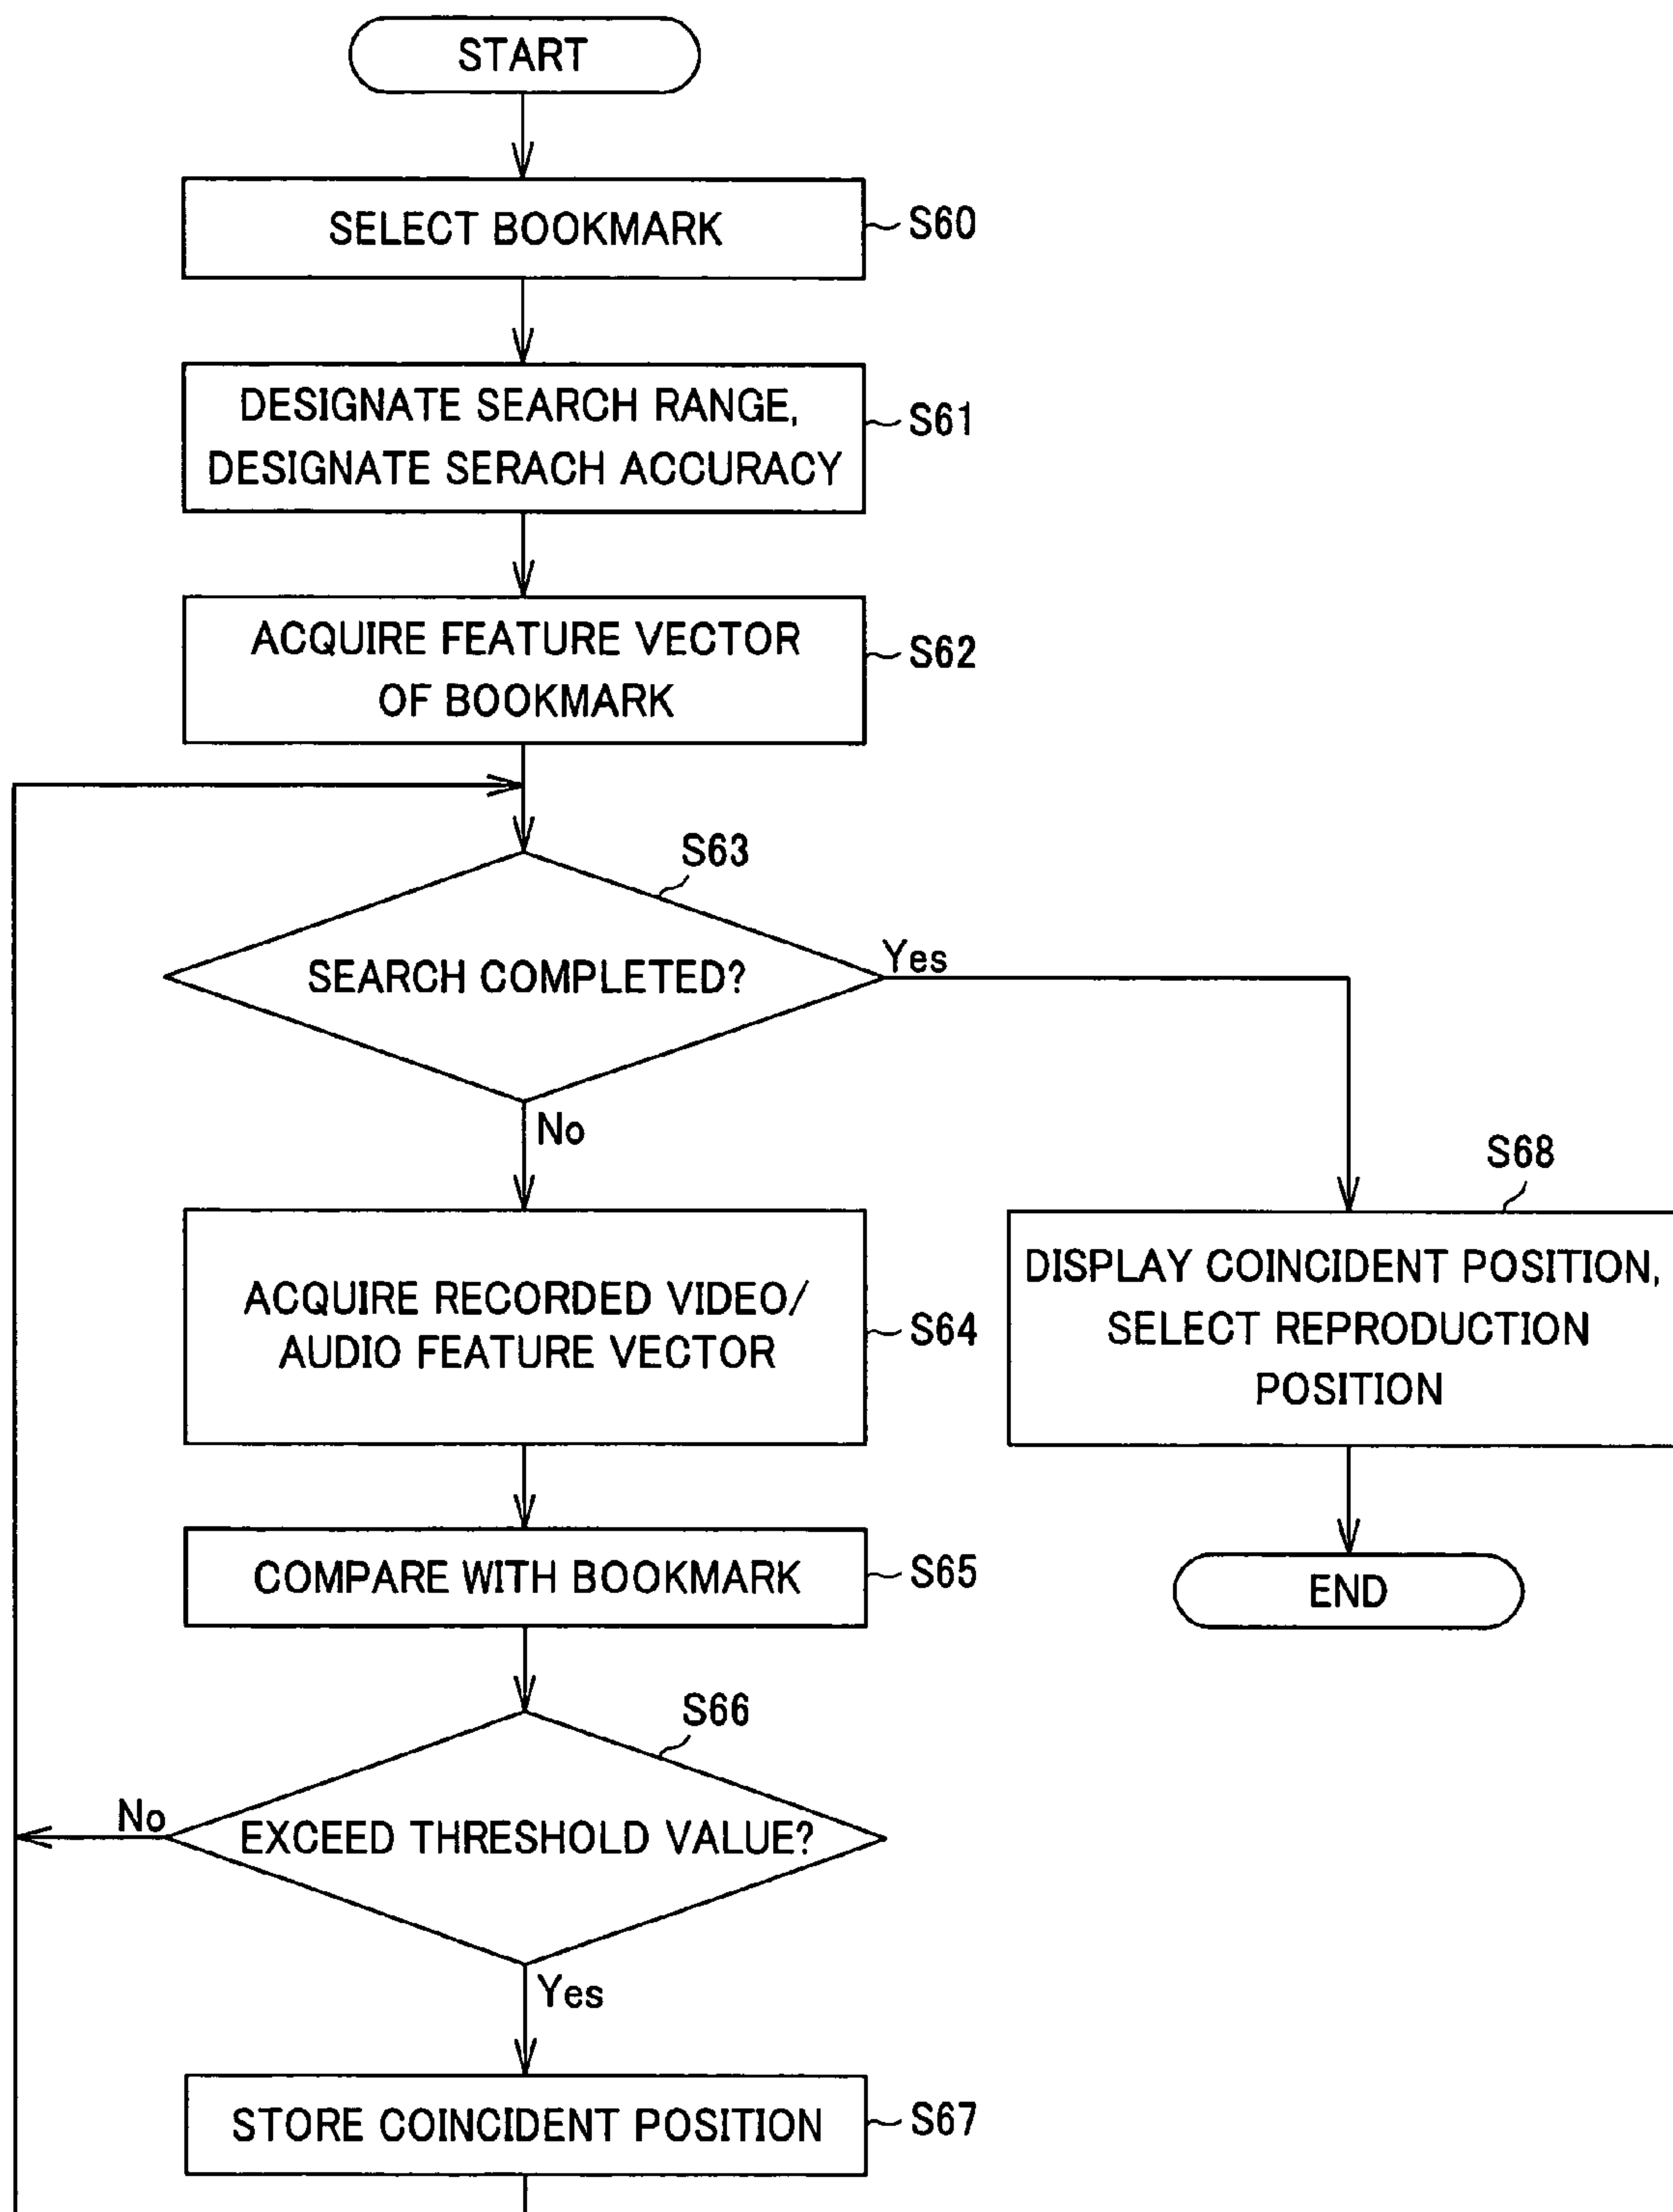 START
SELECT BOOKMARK
S60
DESIGNATE SEARCH RANGE,
DESIGNATE SERACH ACCURACY
S61
ACQUIRE FEATURE VECTOR
OF BOOKMARK
S62
S63
SEARCH COMPLETED?
Yes
No
S68
DISPLAY COINCIDENT POSITION,
SELECT REPRODUCTION
POSITION
ACQUIRE RECORDED VIDEO/
AUDIO FEATURE VECTOR
S64
COMPARE WITH BOOKMARK
S65
END
S66
No
EXCEED THRESHOLD VALUE?
Yes
STORE COINCIDENT POSITION
S67